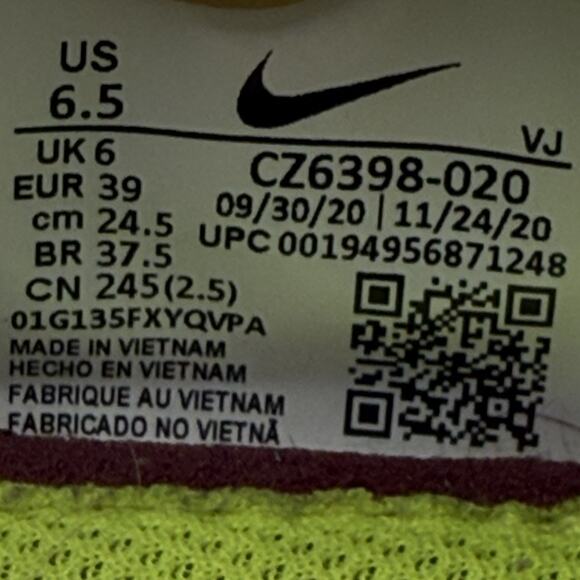 US
6.5
VJ
UK 6
EUR 39
cm 24.5
BR 37.5
CN 245(2.5)
CZ6398-020
09/30/20 | 11/24/20
UPC 00194956871248
01G135FXYQVPA
MADE IN VIETNAM
HECHO EN VIETNAM
FABRIQUE AU VIETNAM
FABRICADO NO VIETNÃ